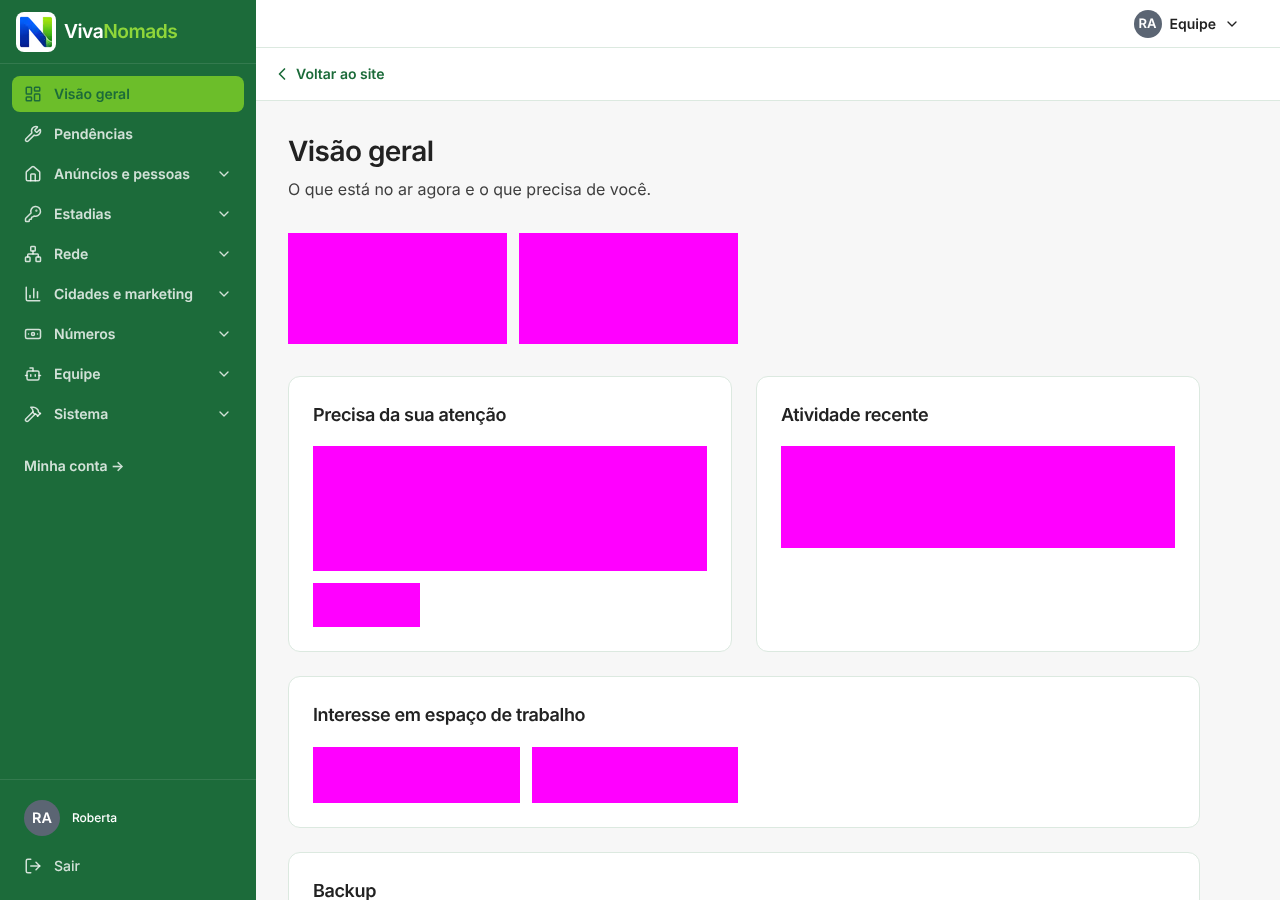 VivaNomads
RA Equipe
Voltar ao site
Visão geral
Pendências
Anúncios e pessoas
Estadias
Rede
Cidades e marketing
Números
Equipe
Sistema
Minha conta →
RA Roberta
Sair
Visão geral
O que está no ar agora e o que precisa de você.
Precisa da sua atenção
Atividade recente
Interesse em espaço de trabalho
Backup